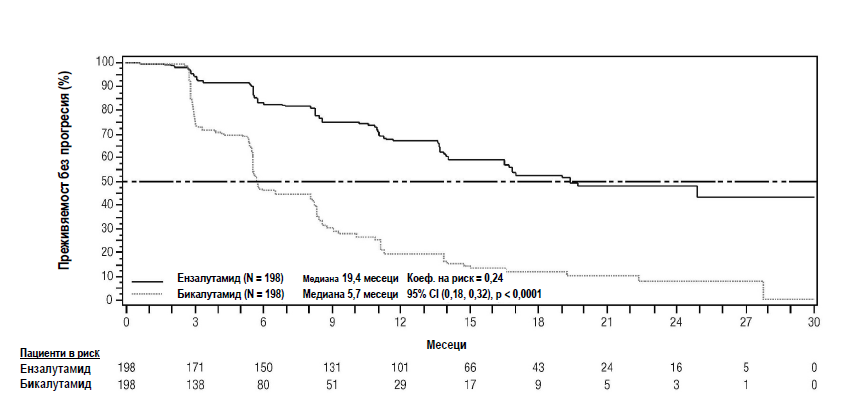 Преживяемост без прогресия (%)
100
90
80
70
60
50
40
30
20
10
0
Ензалутамид (N = 198) Медиана 19,4 месеци Коеф. на риск = 0,24
Бикалутамид (N = 198) Медиана 5,7 месеци 95% CI (0,18, 0,32), p < 0,0001
0 3 6 9 12 15 18 21 24 27 30
Месеци
Пациенти в риск
Ензалутамид 198 171 150 131 101 66 43 24 16 5 0
Бикалутамид 198 138 80 51 29 17 9 5 3 1 0